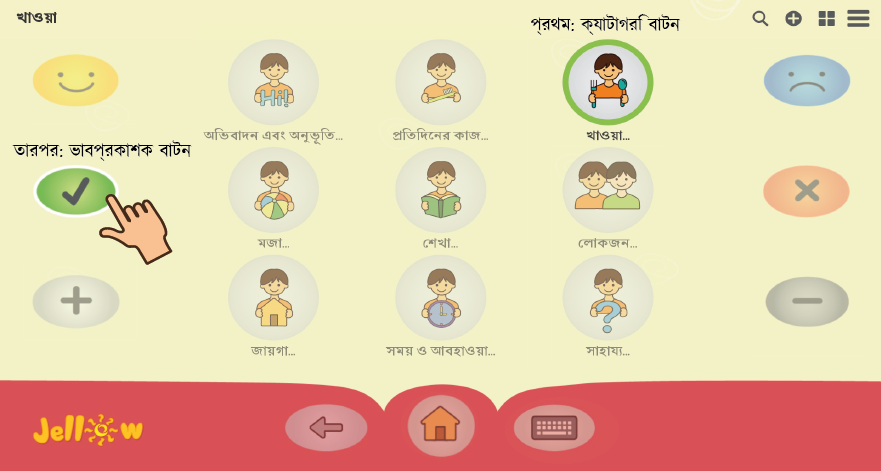 খাওয়া
প্রথম: ক্যাটাগরি বাটন
অভিবাদন এবং অনুভূতি...
প্রতিদিনের কাজ...
খাওয়া...
তারপর: ভাবপ্রকাশক বাটন
মজা...
শেখা...
লোকজন...
জায়গা...
সময় ও আবহাওয়া...
সাহায্য...
Jellow